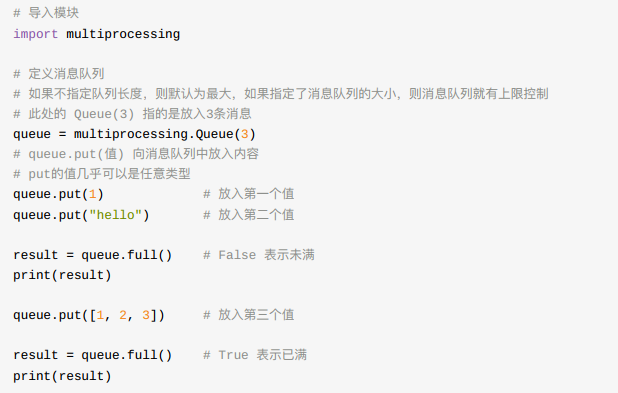 # 导入模块
import multiprocessing
# 定义消息队列
# 如果不指定队列长度，则默认为最大，如果指定了消息队列的大小，则消息队列就有上限控制
# 此处的 Queue(3) 指的是放入3条消息
queue = multiprocessing.Queue(3)
# queue.put(值) 向消息队列中放入内容
# put的值几乎可以是任意类型
queue.put(1)             # 放入第一个值
queue.put("hello")       # 放入第二个值
result = queue.full()    # False 表示未满
print(result)
queue.put([1, 2, 3])     # 放入第三个值
result = queue.full()    # True 表示已满
print(result)